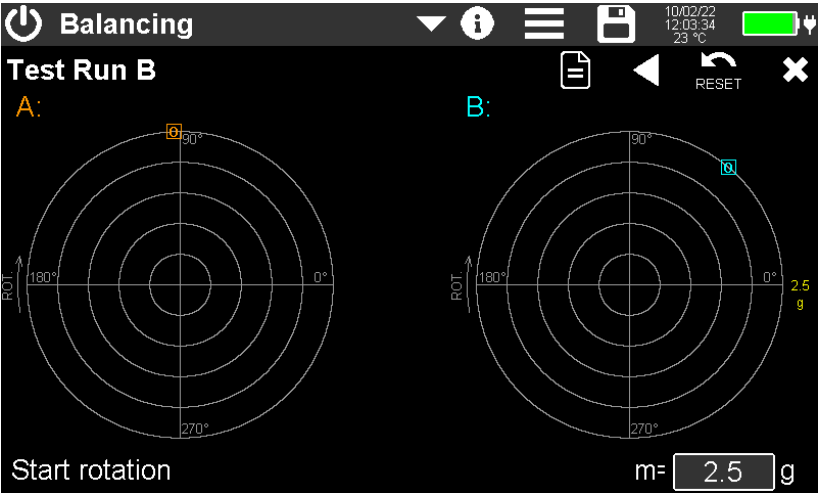 Balancing
i
10/02/22
12:03:34
23 °C
Test Run B
RESET
A:
B:
0
90°
180°
0°
270°
ROT.
0
90°
180°
0°
270°
ROT.
2.5
g
Start rotation
m= 2.5 g